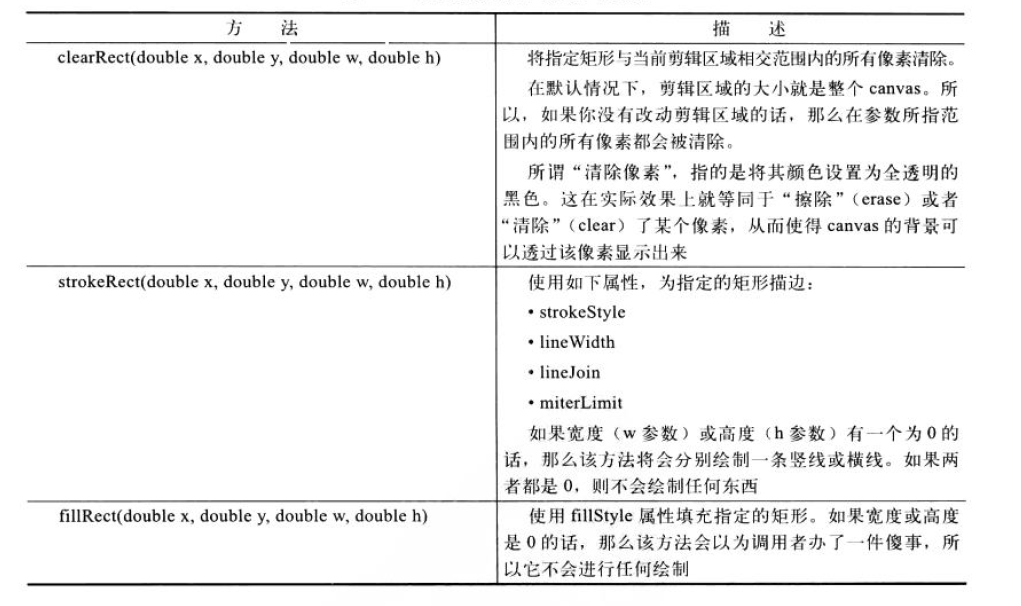 方 法
描 述
clearRect(double x, double y, double w, double h)
将指定矩形与当前剪辑区域相交范围内的所有像素清除。
在默认情况下，剪辑区域的大小就是整个 canvas。所
以，如果你没有改动剪辑区域的话，那么在参数所指范
围内的所有像素都会被清除。
所谓“清除像素”，指的是将其颜色设置为全透明的
黑色。这在实际效果上就等同于“擦除”（erase）或者
“清除”（clear）了某个像素，从而使得 canvas 的背景可
以透过该像素显示出来
strokeRect(double x, double y, double w, double h)
使用如下属性，为指定的矩形描边：
• strokeStyle
• lineWidth
• lineJoin
• miterLimit
如果宽度（w 参数）或高度（h 参数）有一个为 0 的
话，那么该方法将会分别绘制一条竖线或横线。如果两
者都是 0，则不会绘制任何东西
fillRect(double x, double y, double w, double h)
使用 fillStyle 属性填充指定的矩形。如果宽度或高度
是 0 的话，那么该方法会以为调用者办了一件傻事，所
以它不会进行任何绘制